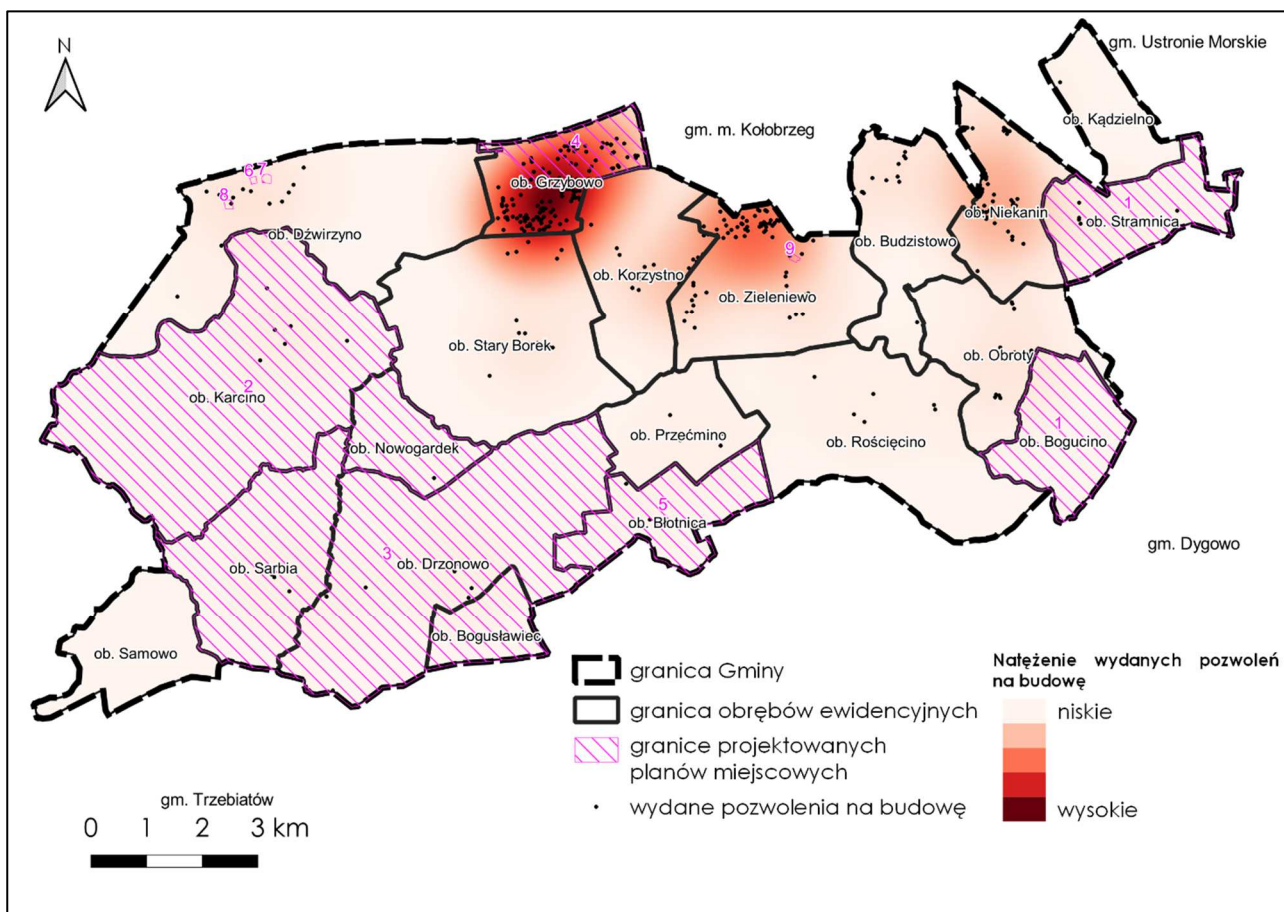 gm. Ustronie Morskie
N
ob. Kądzielno
gm. m. Kołobrzeg
4
6
7
ob. Grzybowo
8
ob. Niekanin
1
ob. Stramnica
ob. Dźwirzyno
ob. Budzistowo
9
ob. Korzystno
ob. Zieleniewo
ob. Stary Borek
ob. Obroty
2
ob. Karcino
1
ob. Bogucino
ob. Przećmino
ob. Rościęcino
ob. Nowogardek
5
ob. Błotnica
gm. Dygowo
3
ob. Drzonowo
ob. Sarbia
ob. Bogusławiec
ob. Samowo
granica Gminy
granica obrębów ewidencyjnych
granice projektowanych
planów miejscowych
wydane pozwolenia na budowę
Natężenie wydanych pozwoleń
na budowę
niskie
wysokie
gm. Trzebiatów
0 1 2 3 km